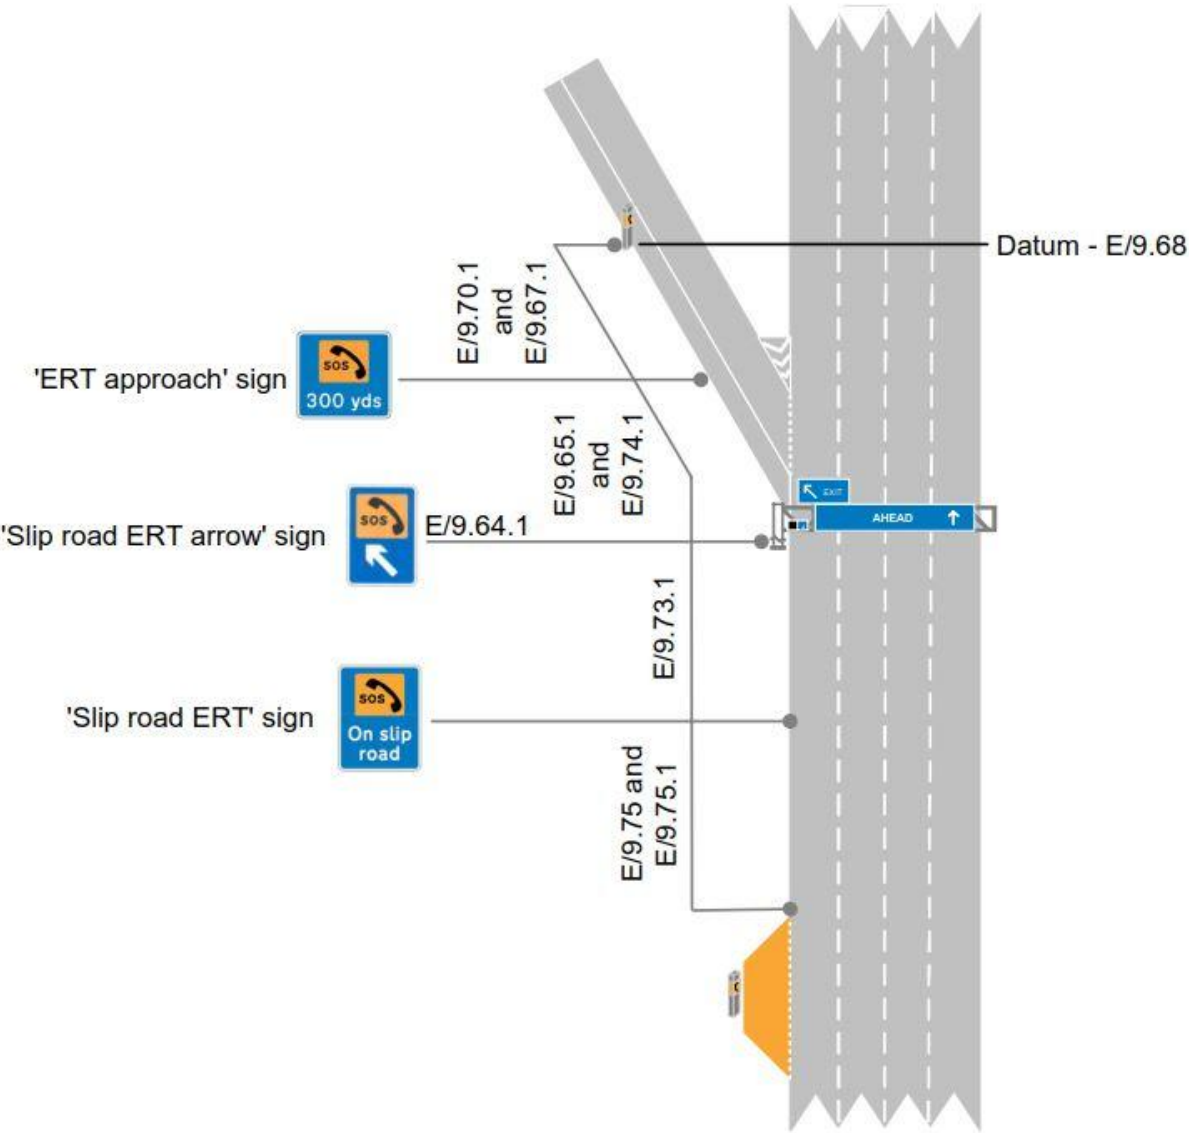 Datum - E/9.68
E/9.70.1
and
E/9.67.1
'ERT approach' sign
SOS
300 yds
E/9.65.1
and
E/9.74.1
'Slip road ERT arrow' sign
SOS
E/9.64.1
EXIT
AHEAD
E/9.73.1
'Slip road ERT' sign
SOS
On slip
road
E/9.75 and
E/9.75.1